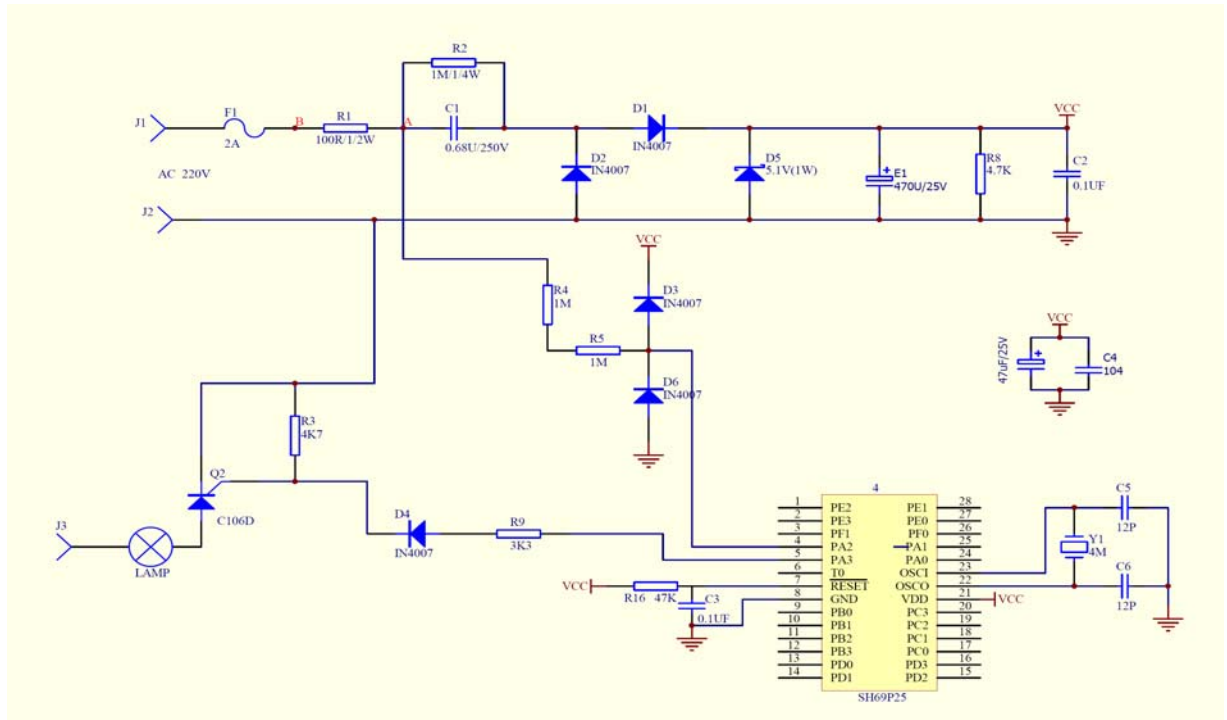 R2
1M/1/4W
J1
F1
2A
B
R1
100R/1/2W
A
C1
0.68U/250V
D1
IN4007
VCC
AC 220V
D2
IN4007
D5
5.1V(1W)
E1
470U/25V
R8
4.7K
C2
0.1UF
J2
VCC
R4
1M
D3
IN4007
R5
1M
D6
IN4007
VCC
47uF/25V
C4
104
R3
4K7
Q2
C106D
J3
LAMP
D4
IN4007
R9
3K3
VCC
R16 47K
C3
0.1UF
4
1 PE2 PE1 28
2 PE3 PE0 27
3 PF1 PF0 26
4 PA2 PA1 25
5 PA3 PA0 24
6 T0 OSCI 23
7 RESET OSCO 22
8 GND VDD 21
9 PB0 PC3 20
10 PB1 PC2 19
11 PB2 PC1 18
12 PB3 PC0 17
13 PD0 PD3 16
14 PD1 PD2 15
SH69P25
VCC
C5
12P
Y1
4M
C6
12P